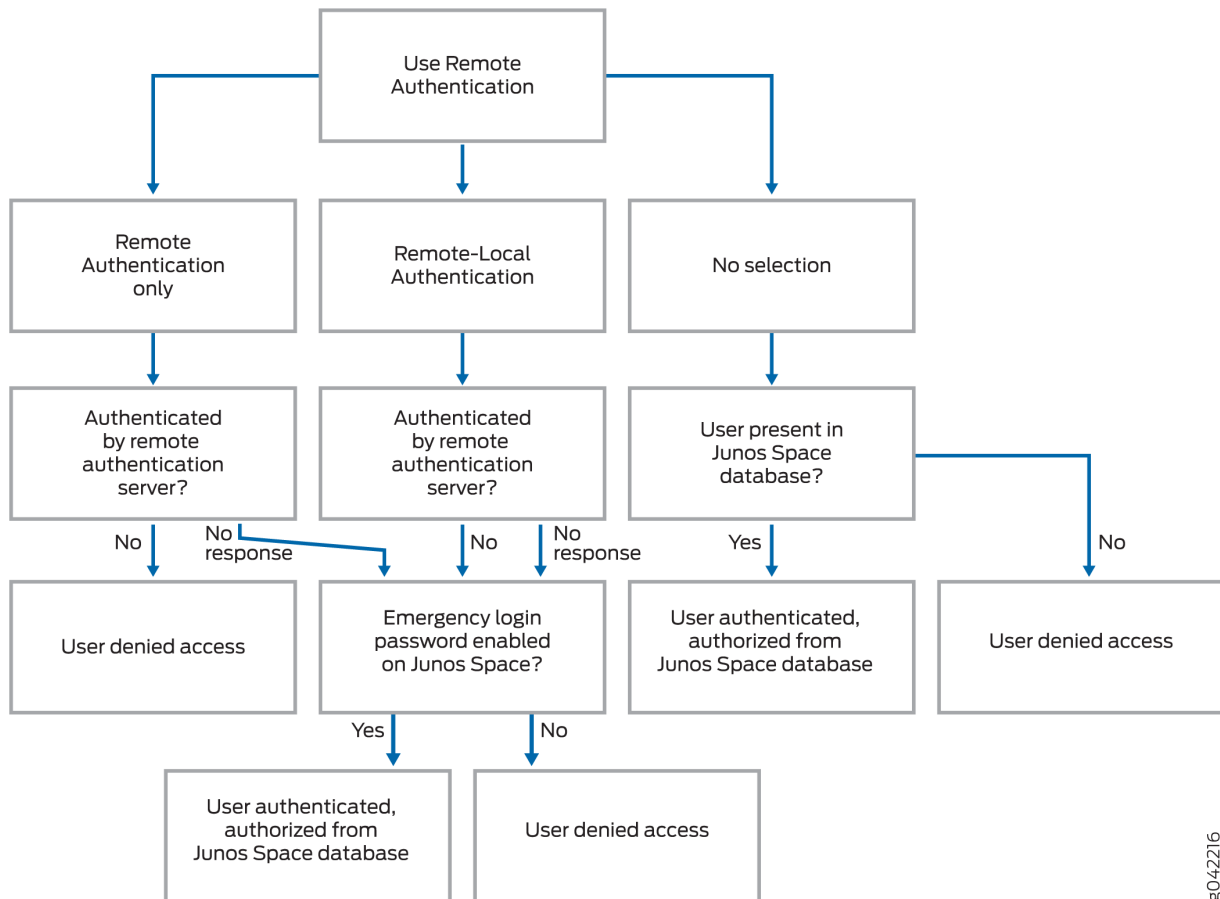 Use Remote
Authentication
Remote
Authentication
only
Remote-Local
Authentication
No selection
Authenticated
by remote
authentication
server?
Authenticated
by remote
authentication
server?
User present in
Junos Space
database?
No
No
response
No
No
response
Yes
No
User denied access
Emergency login
password enabled
on Junos Space?
User authenticated,
authorized from
Junos Space database
User denied access
Yes
No
User authenticated,
authorized from
Junos Space database
User denied access
g042216